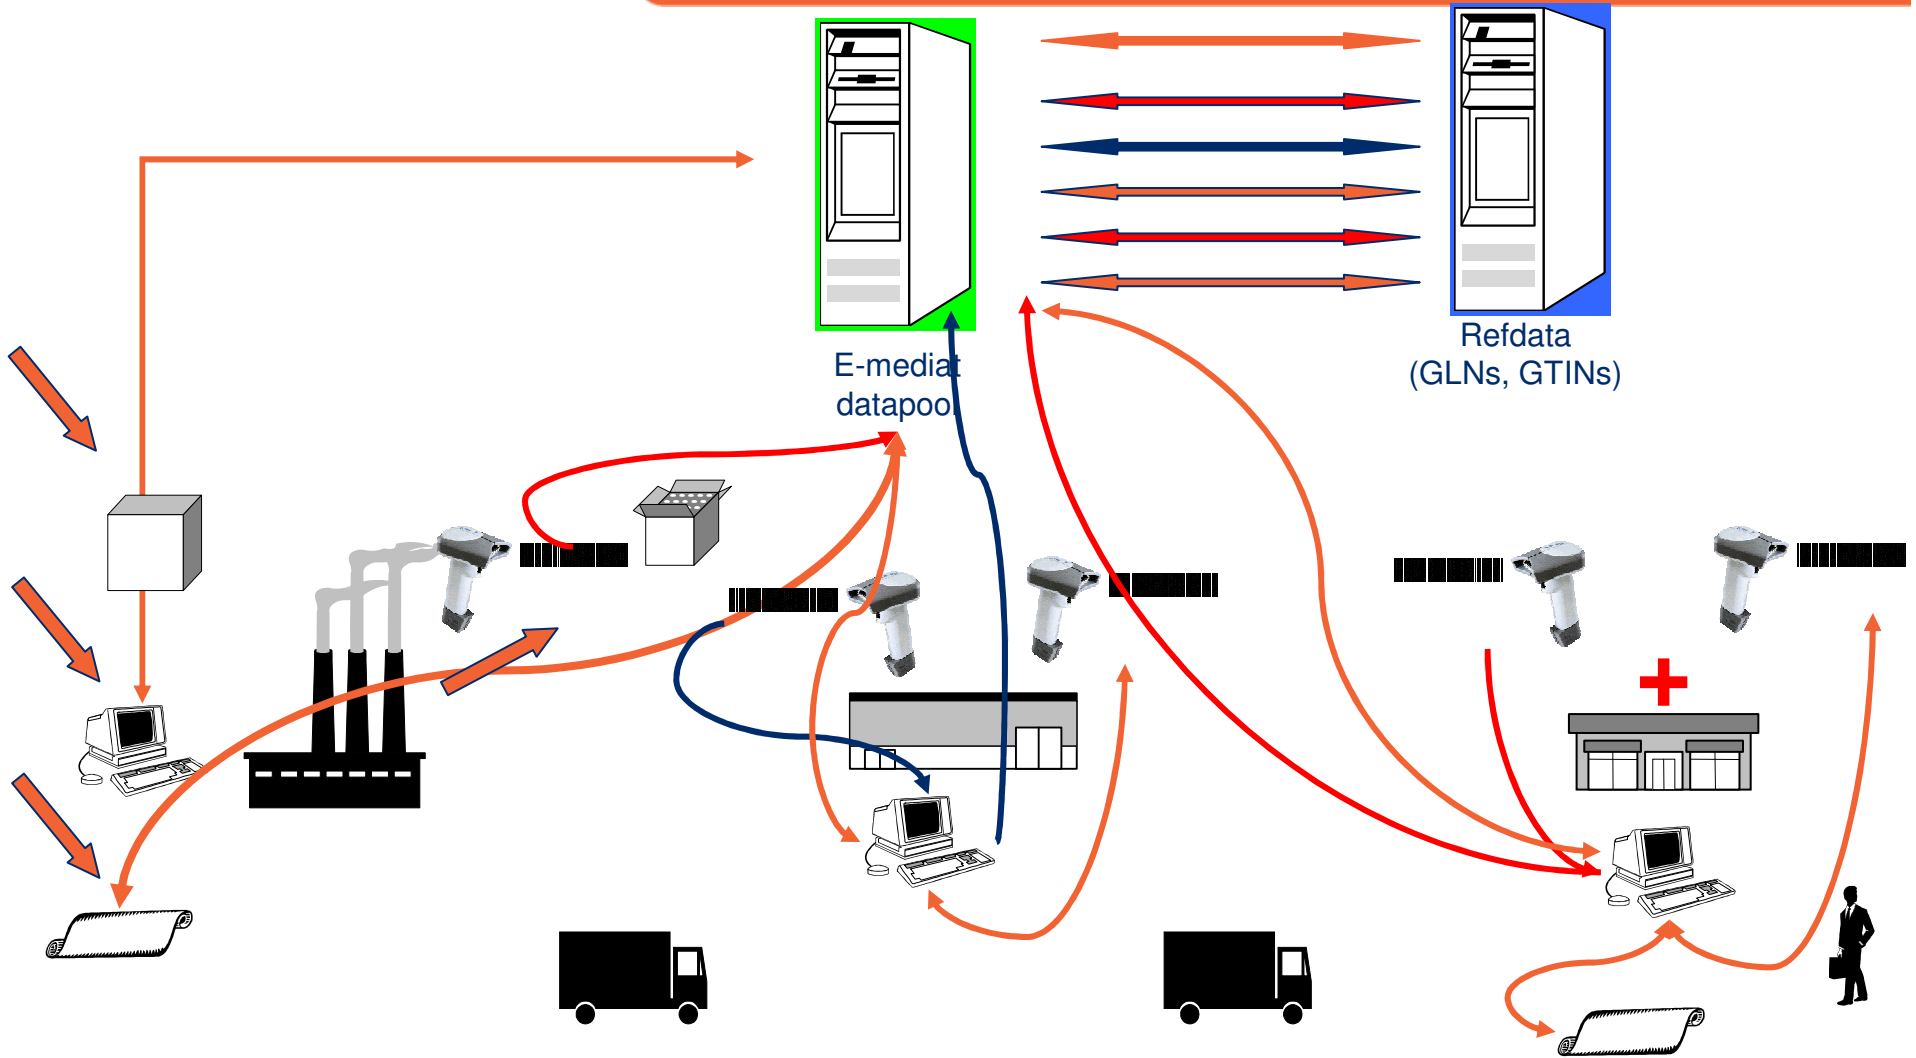 E-mediat
datapool
Refdata
(GLNs, GTINs)